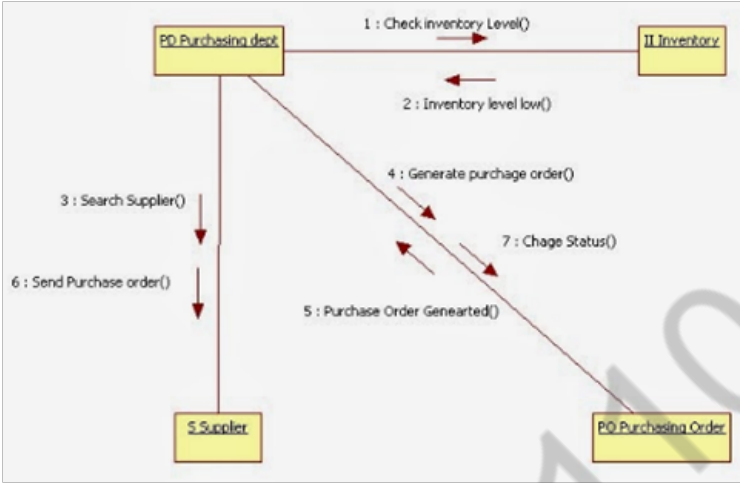 1 : Check inventory Level()
PD Purchasing dept
II Inventory
2 : Inventory level low()
4 : Generate purchage order()
3 : Search Supplier()
7 : Chage Status()
6 : Send Purchase order()
5 : Purchase Order Genearted()
S Supplier
PO Purchasing Order